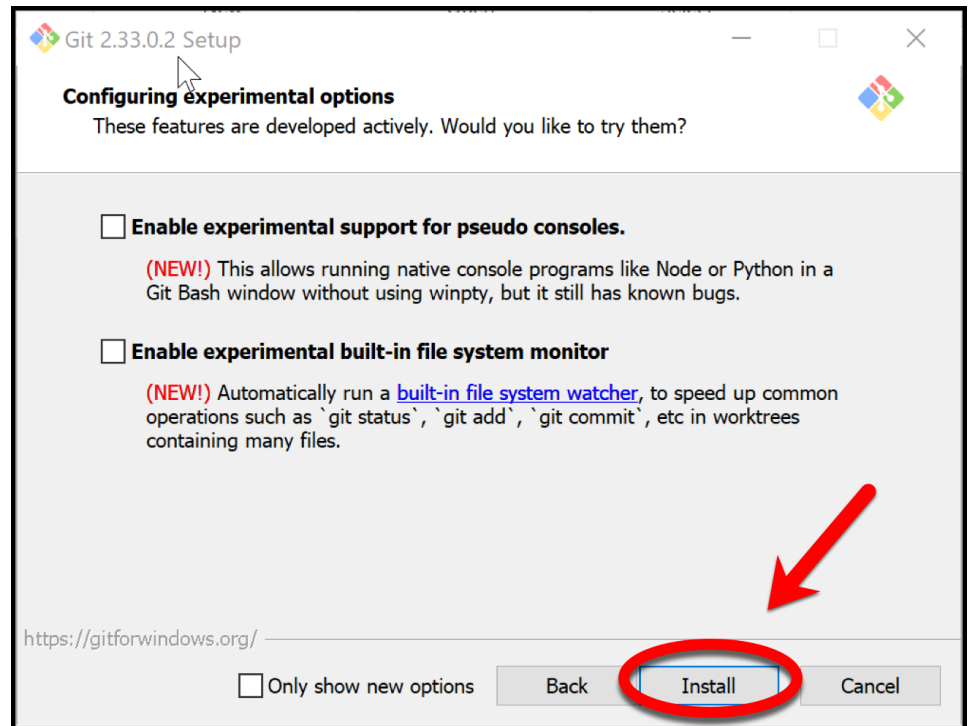 Git 2.33.0.2 Setup
Configuring experimental options
These features are developed actively. Would you like to try them?
Enable experimental support for pseudo consoles.
(NEW!) This allows running native console programs like Node or Python in a
Git Bash window without using winpty, but it still has known bugs.
Enable experimental built-in file system monitor
(NEW!) Automatically run a built-in file system watcher, to speed up common
operations such as `git status`, `git add`, `git commit`, etc in worktrees
containing many files.
https://gitforwindows.org/
Only show new options
Back
Install
Cancel